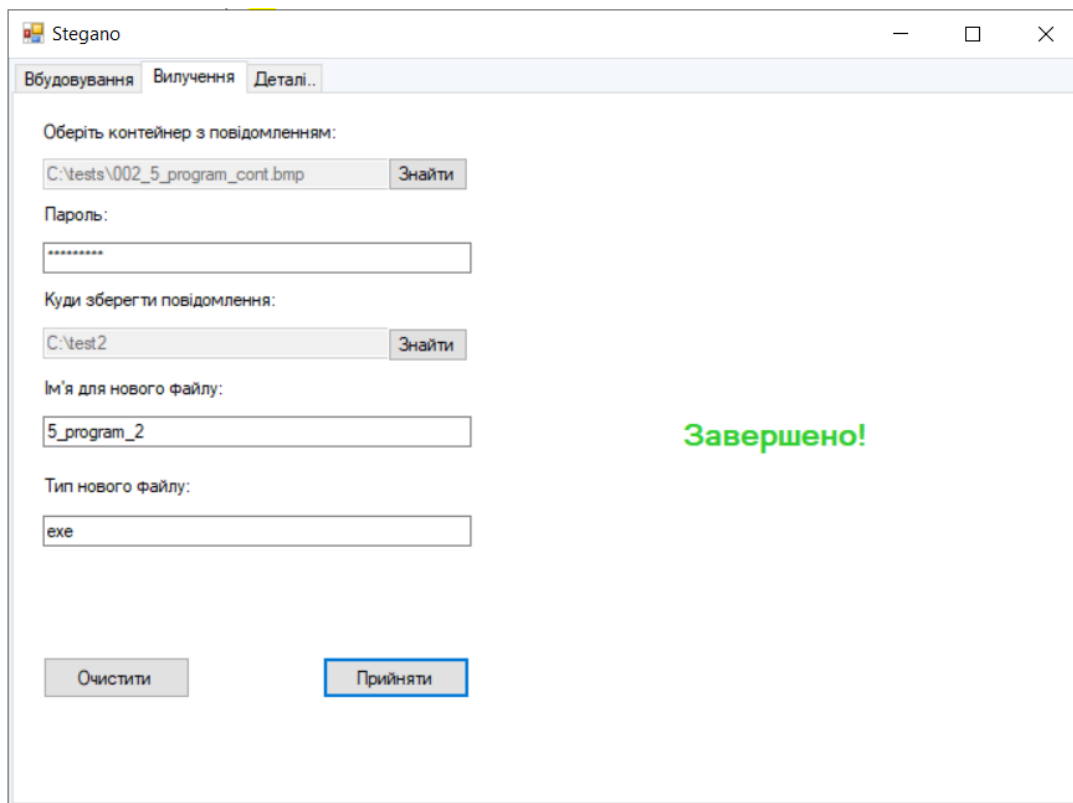 Stegano
Вбудовування Вилучення Деталі..
Оберіть контейнер з повідомленням:
C:\tests\002_5_program_cont.bmp Знайти
Пароль:
*********
Куди зберегти повідомлення:
C:\test2 Знайти
Ім'я для нового файлу:
5_program_2
Завершено!
Тип нового файлу:
exe
Очистити Прийняти